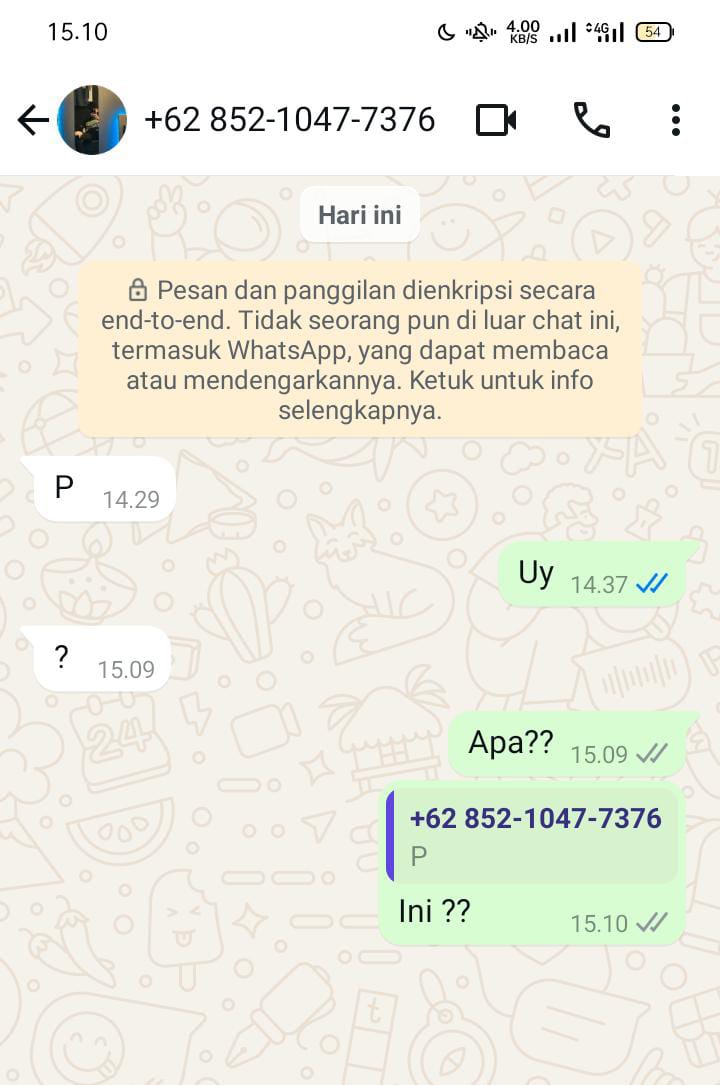 15.10
4.00
KB/S
4G
54
+62 852-1047-7376
Hari ini
Pesan dan panggilan dienkripsi secara
end-to-end. Tidak seorang pun di luar chat ini,
termasuk WhatsApp, yang dapat membaca
atau mendengarkannya. Ketuk untuk info
selengkapnya.
P 14.29
Uy 14.37
? 15.09
Apa?? 15.09
+62 852-1047-7376
P
Ini ?? 15.10